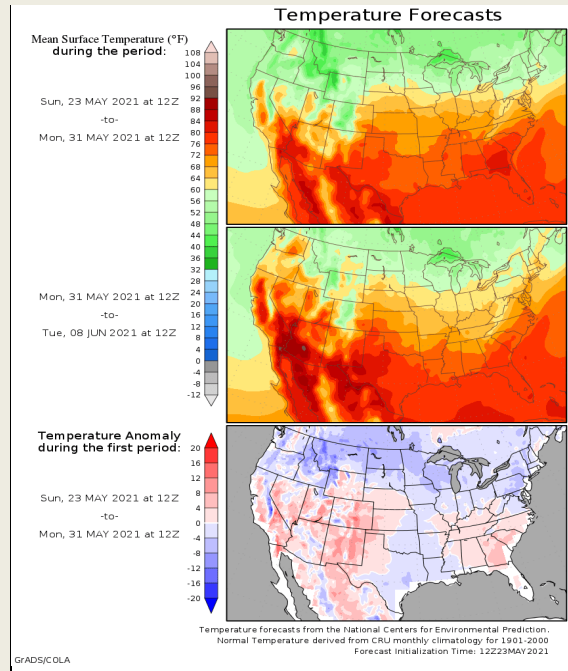 Temperature Forecasts
Mean Surface Temperature (°F)
during the period:
108
104
100
96
92
88
84
80
76
72
68
64
60
56
52
48
44
40
36
32
28
24
20
16
12
8
4
0
-4
-8
-12
Sun, 23 MAY 2021 at 12Z
-to-
Mon, 31 MAY 2021 at 12Z
Mon, 31 MAY 2021 at 12Z
-to-
Tue, 08 JUN 2021 at 12Z
Temperature Anomaly
during the first period:
20
16
12
8
4
0
-4
-8
-12
-16
-20
Sun, 23 MAY 2021 at 12Z
-to-
Mon, 31 MAY 2021 at 12Z
Temperature forecasts from the National Centers for Environmental Prediction.
Normal Temperature derived from CRU monthly climatology for 1901-2000
Forecast Initialization Time: 12Z23MAY2021
GrADS/COLA